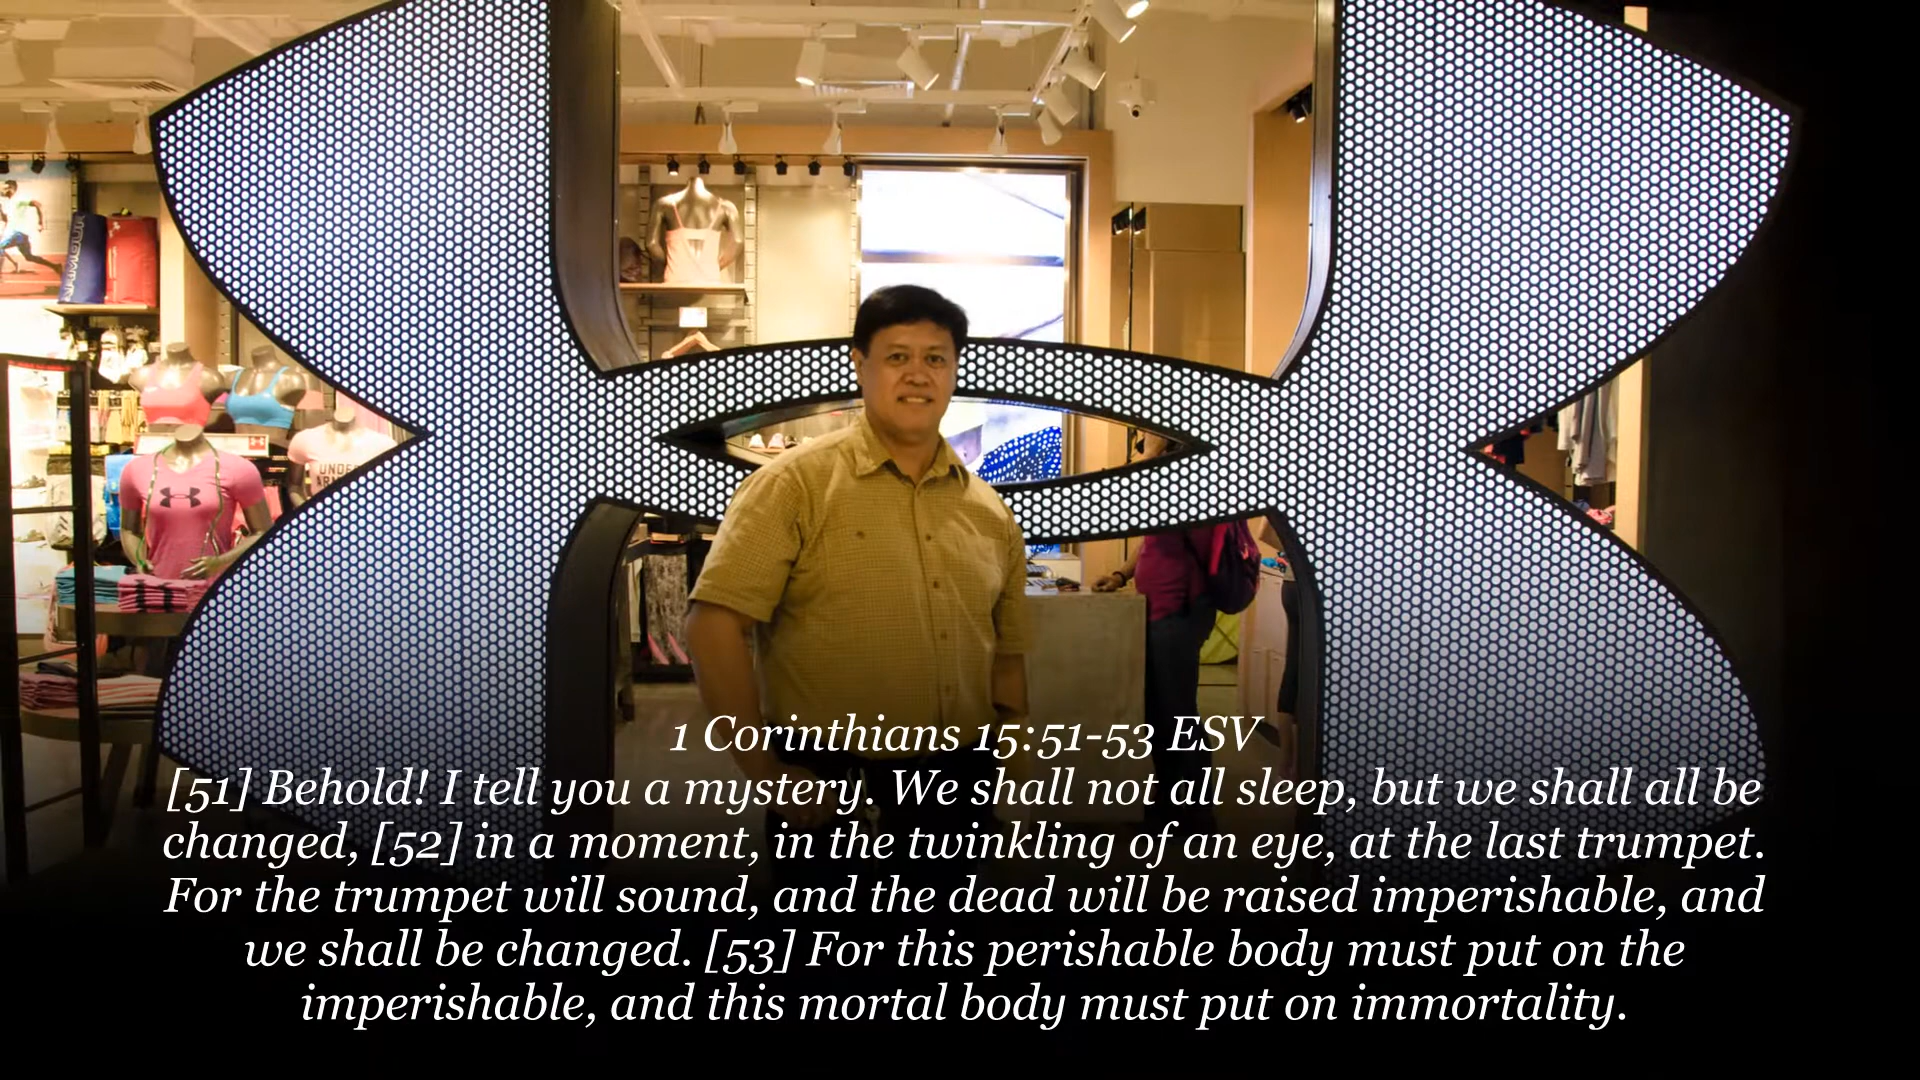 UNDER
1 Corinthians 15:51-53 ESV
[51] Behold! I tell you a mystery. We shall not all sleep, but we shall all be
changed, [52] in a moment, in the twinkling of an eye, at the last trumpet.
For the trumpet will sound, and the dead will be raised imperishable, and
we shall be changed. [53] For this perishable body must put on the
imperishable, and this mortal body must put on immortality.